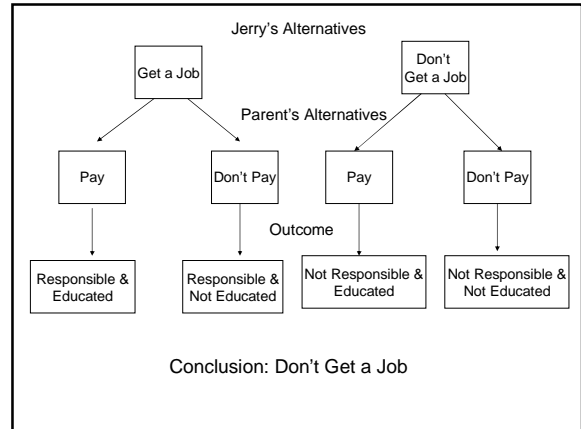 Jerry's Alternatives
Get a Job
Don't
Get a Job
Parent's Alternatives
Pay
Don't Pay
Pay
Don't Pay
Outcome
Responsible &
Educated
Responsible &
Not Educated
Not Responsible &
Educated
Not Responsible &
Not Educated
Conclusion: Don't Get a Job